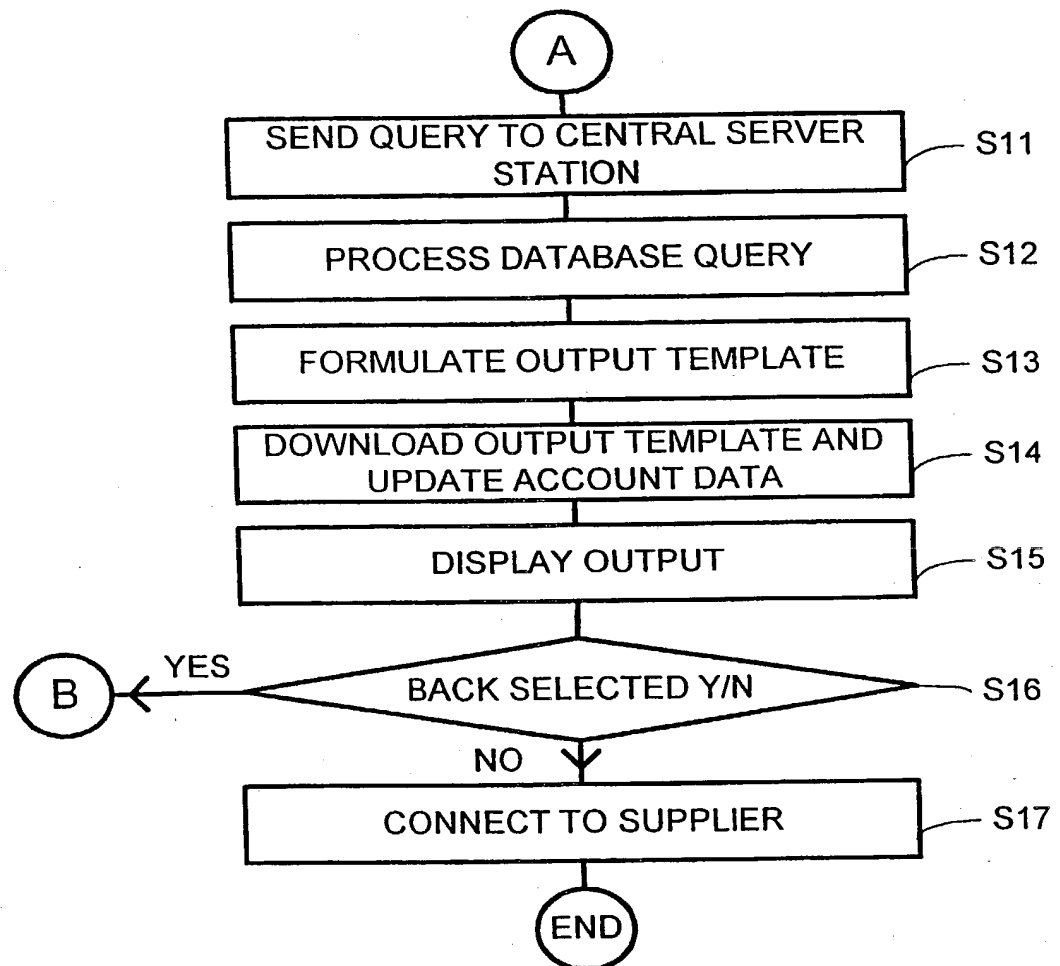 A
SEND QUERY TO CENTRAL SERVER
STATION
S11
PROCESS DATABASE QUERY
S12
FORMULATE OUTPUT TEMPLATE
S13
DOWNLOAD OUTPUT TEMPLATE AND
UPDATE ACCOUNT DATA
S14
DISPLAY OUTPUT
S15
B
YES
BACK SELECTED Y/N
S16
NO
CONNECT TO SUPPLIER
S17
END